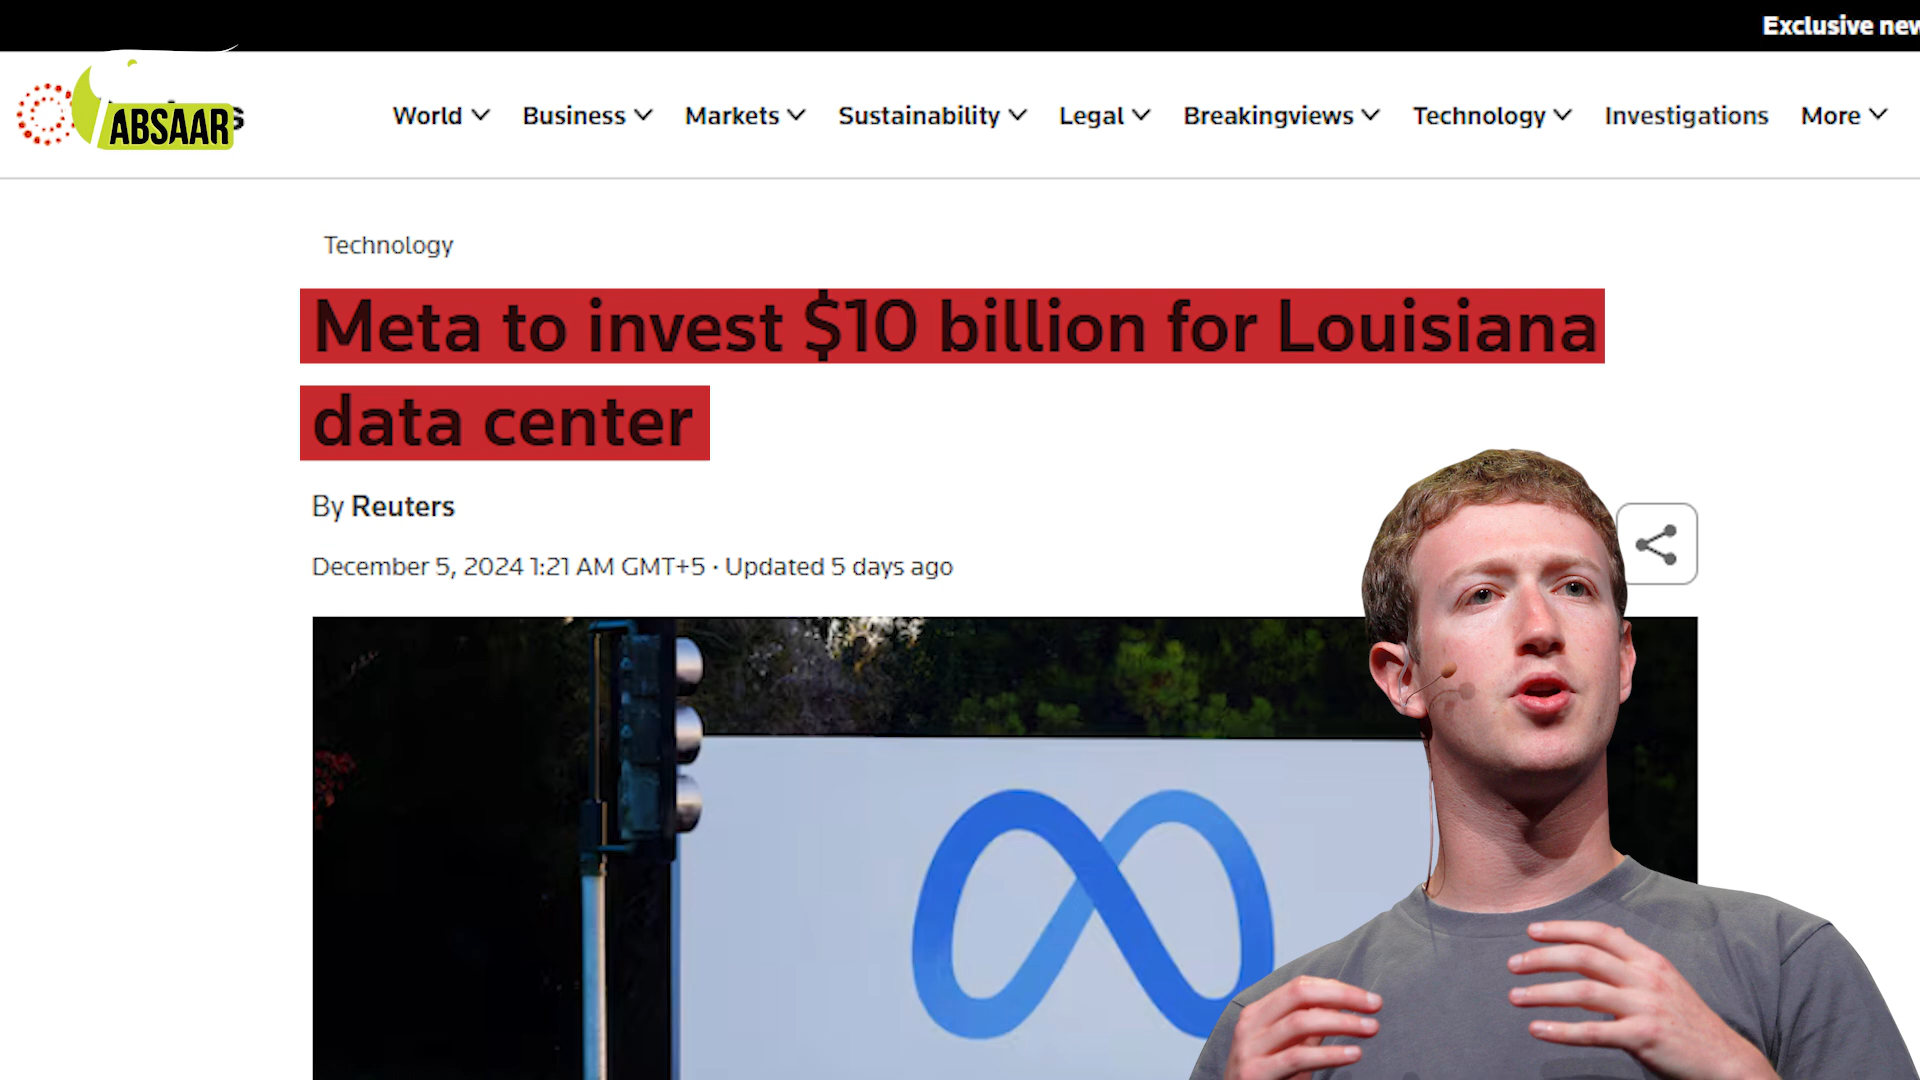 Exclusive
ABSAAR
World Business Markets Sustainability Legal Breakingviews Technology Investigations More
Technology
Meta to invest $10 billion for Louisiana
data center
By Reuters
December 5, 2024 1:21 AM GMT+5 · Updated 5 days ago